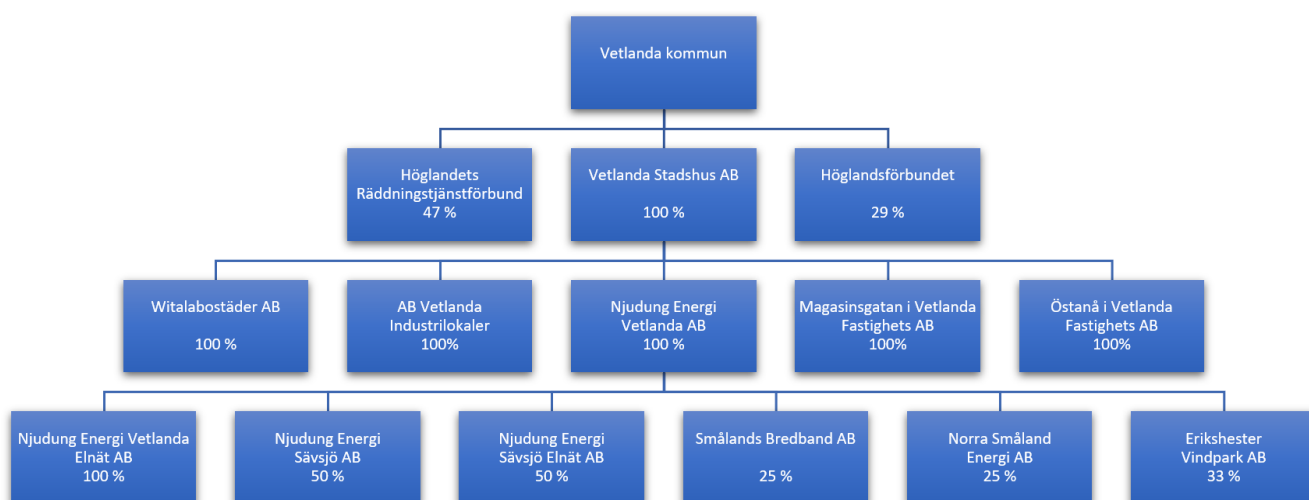 Vetlanda kommun
Höglandets
Räddningstjänstförbund
47 %
Vetlanda Stadshus AB
100 %
Höglandsförbundet
29 %
Witalabostäder AB
100 %
AB Vetlanda
Industrilokaler
100%
Njudung Energi
Vetlanda AB
100 %
Magasinsgatan i Vetlanda
Fastighets AB
100%
Östanå i Vetlanda
Fastighets AB
100%
Njudung Energi Vetlanda
Elnät AB
100 %
Njudung Energi
Sävsjö AB
50 %
Njudung Energi
Sävsjö Elnät AB
50 %
Smålands Bredband AB
25 %
Norra Småland
Energi AB
25 %
Erikshester
Vindpark AB
33 %